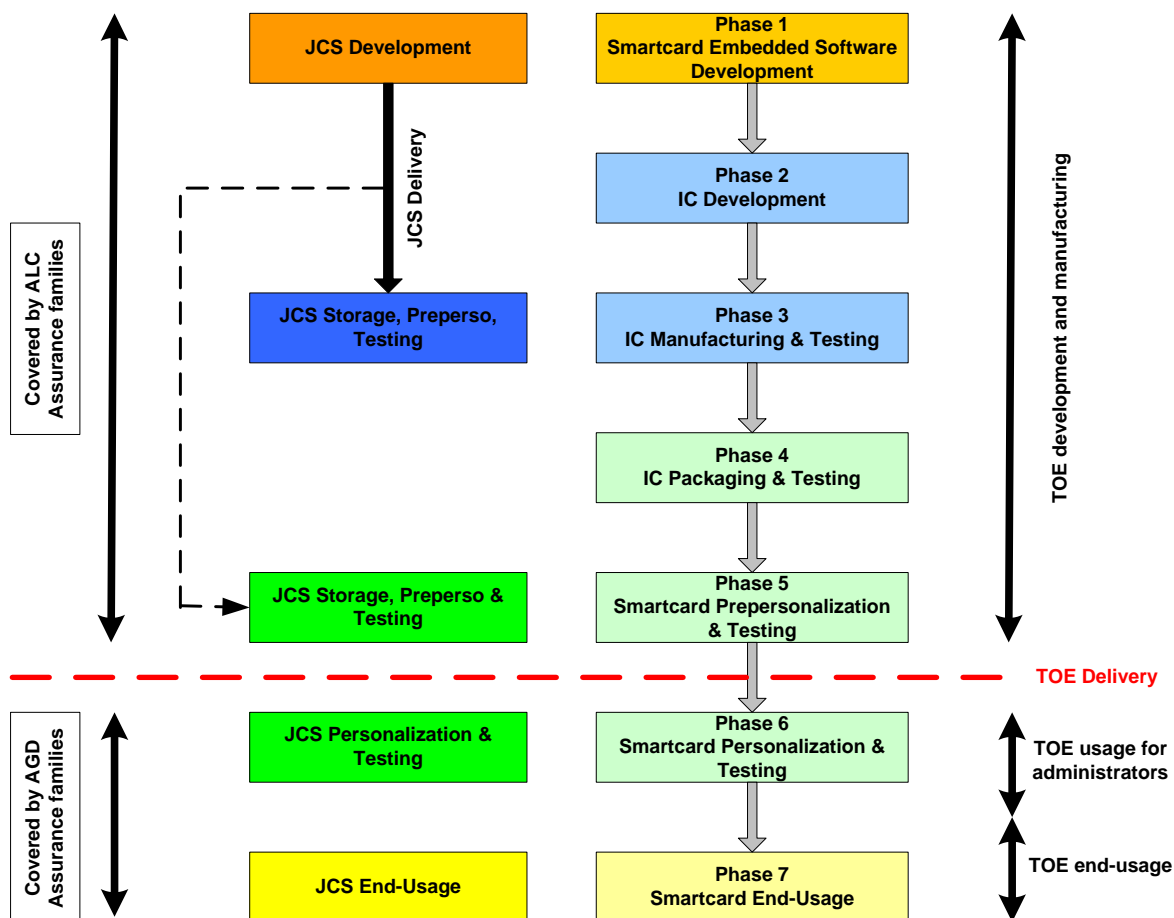 JCS Development
Phase 1
Smartcard Embedded Software
Development
JCS Delivery
Phase 2
IC Development
Covered by ALC
Assurance families
TOE development and manufacturing
JCS Storage, Preperso,
Testing
Phase 3
IC Manufacturing & Testing
Phase 4
IC Packaging & Testing
JCS Storage, Preperso &
Testing
Phase 5
Smartcard Prepersonalization
& Testing
TOE Delivery
Covered by AGD
Assurance families
JCS Personalization &
Testing
Phase 6
Smartcard Personalization &
Testing
TOE usage for
administrators
JCS End-Usage
Phase 7
Smartcard End-Usage
TOE end-usage